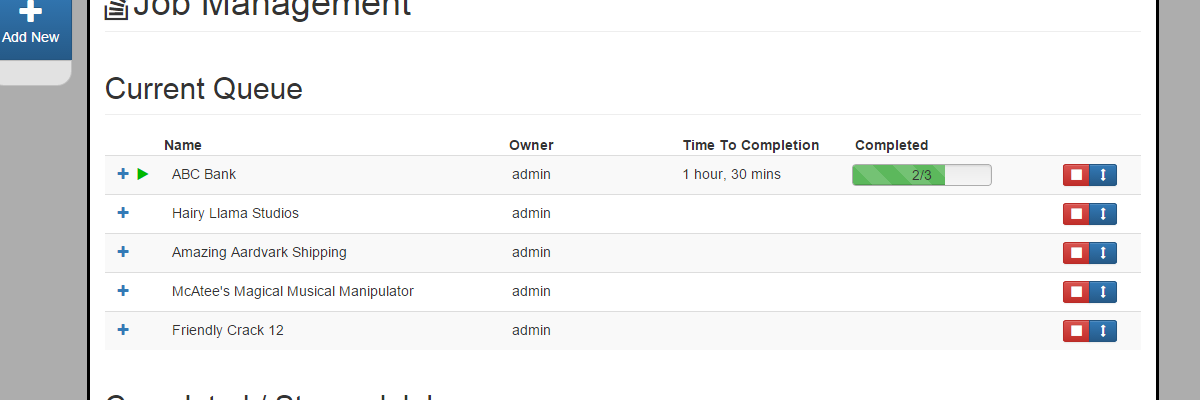 Job Management
Add New
Current Queue
Name Owner Time To Completion Completed
ABC Bank admin 1 hour, 30 mins 2/3
Hairy Llama Studios admin
Amazing Aardvark Shipping admin
McAtee's Magical Musical Manipulator admin
Friendly Crack 12 admin